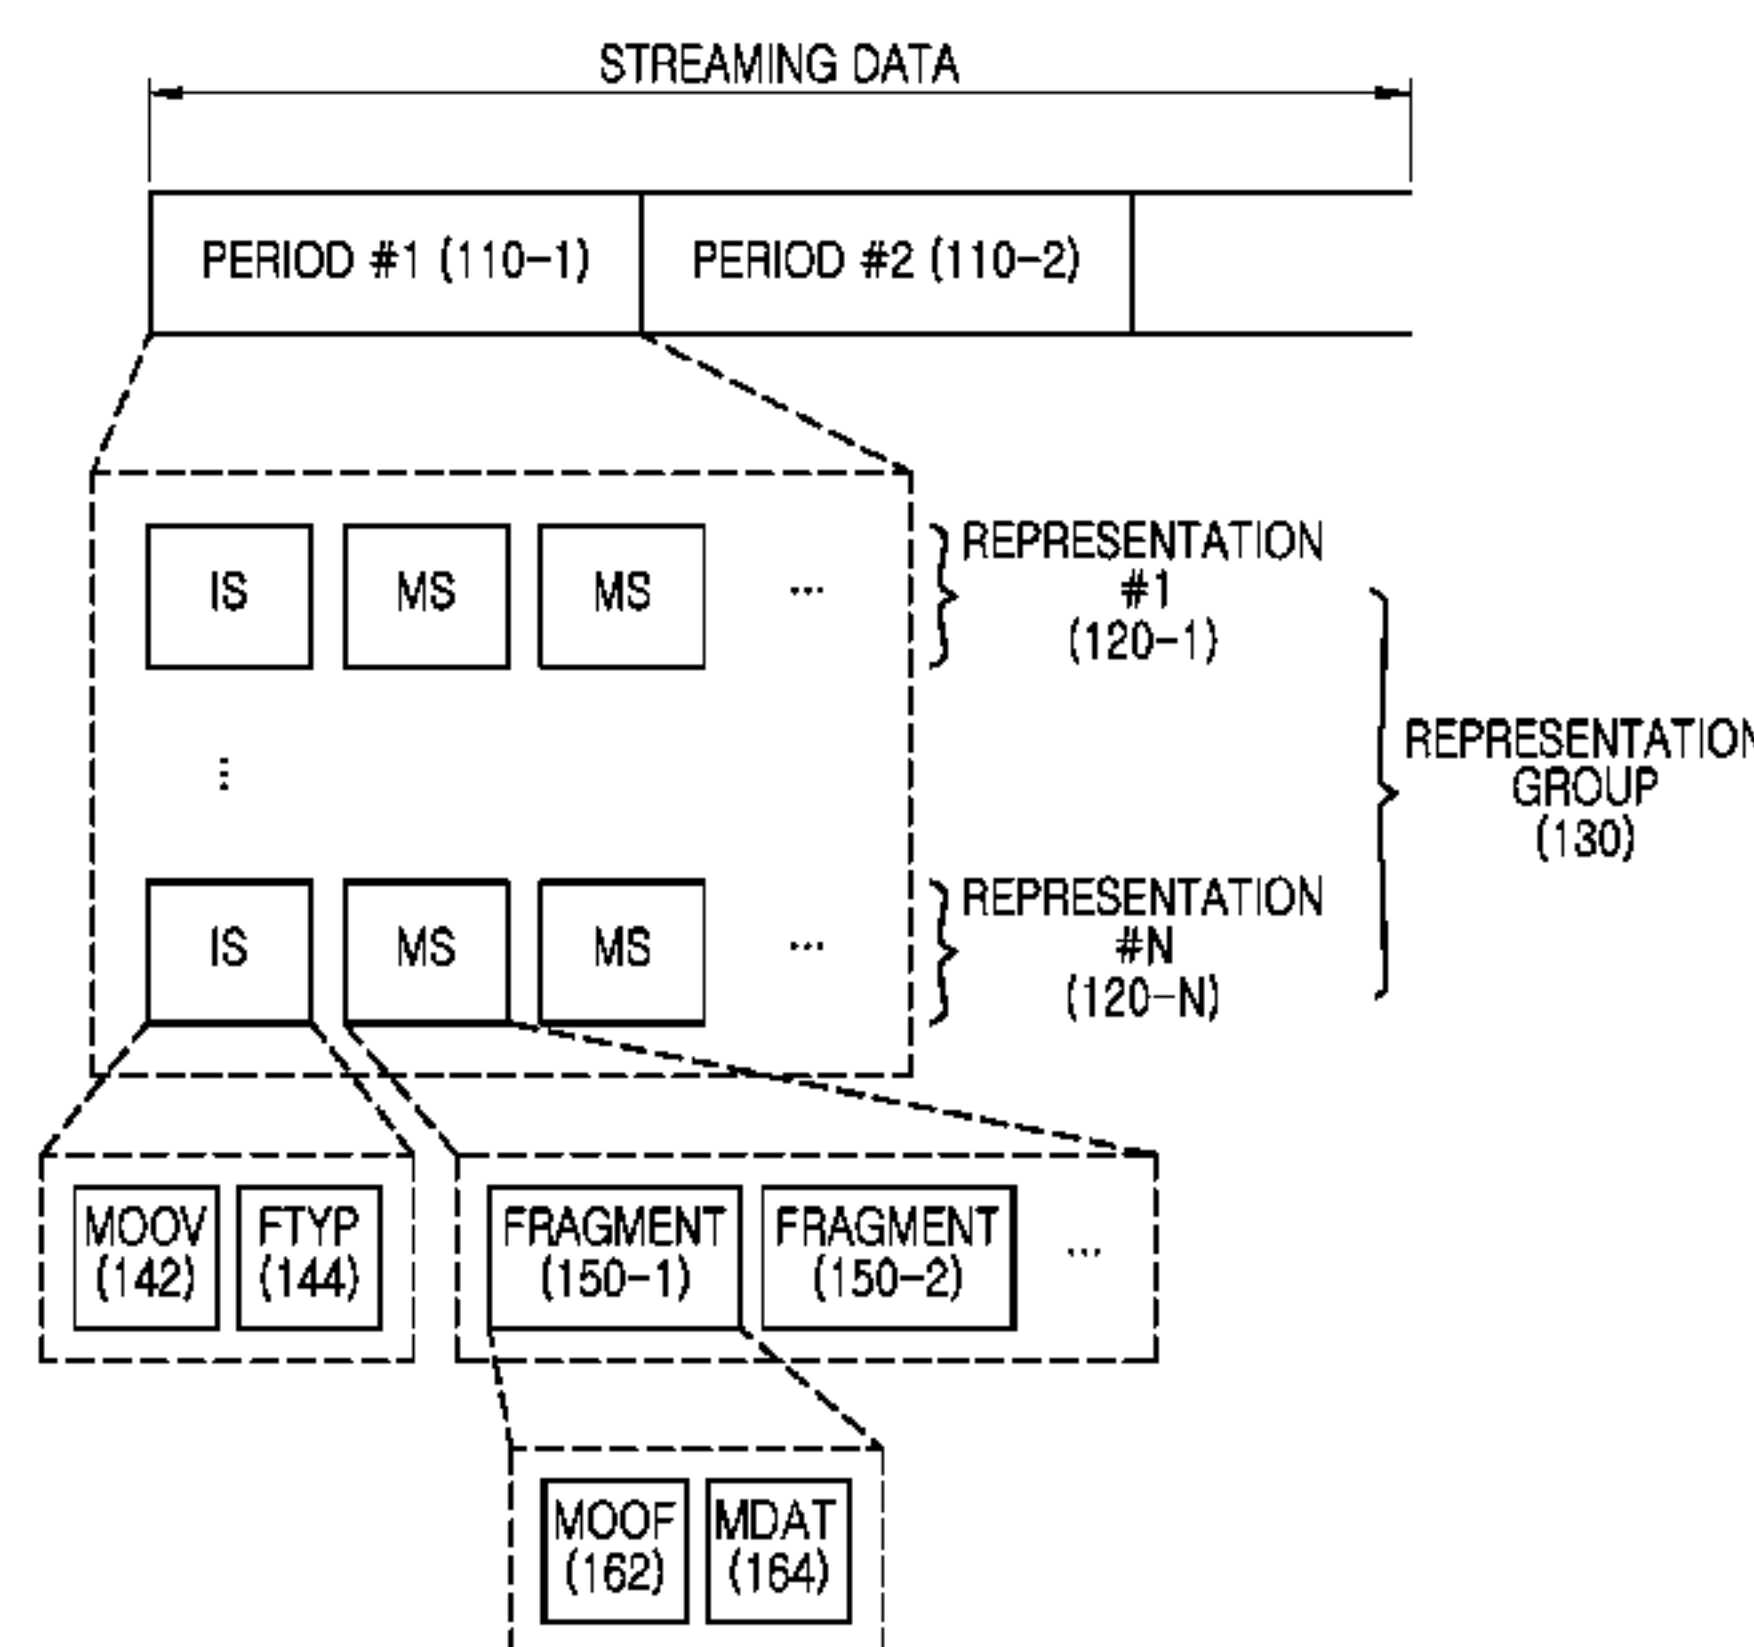 STREAMING DATA
PERIOD #1 (110-1)
PERIOD #2 (110-2)
IS
MS
MS
...
REPRESENTATION
#1
(120-1)
...
REPRESENTATION
GROUP
(130)
IS
MS
MS
...
REPRESENTATION
#N
(120-N)
MOOV
(142)
FTYP
(144)
FRAGMENT
(150-1)
FRAGMENT
(150-2)
...
MOOF
(162)
MDAT
(164)